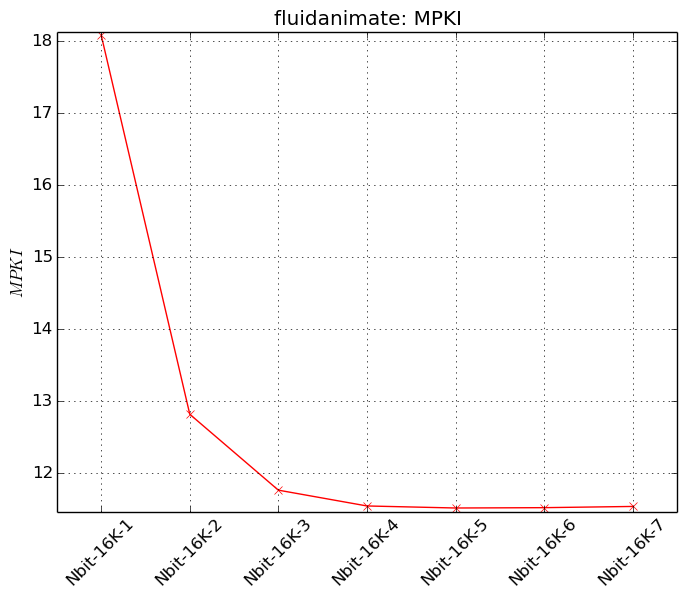 fluidanimate: MPKI
MPKI
18
17
16
15
14
13
12
Nbit-16K-1
Nbit-16K-2
Nbit-16K-3
Nbit-16K-4
Nbit-16K-5
Nbit-16K-6
Nbit-16K-7